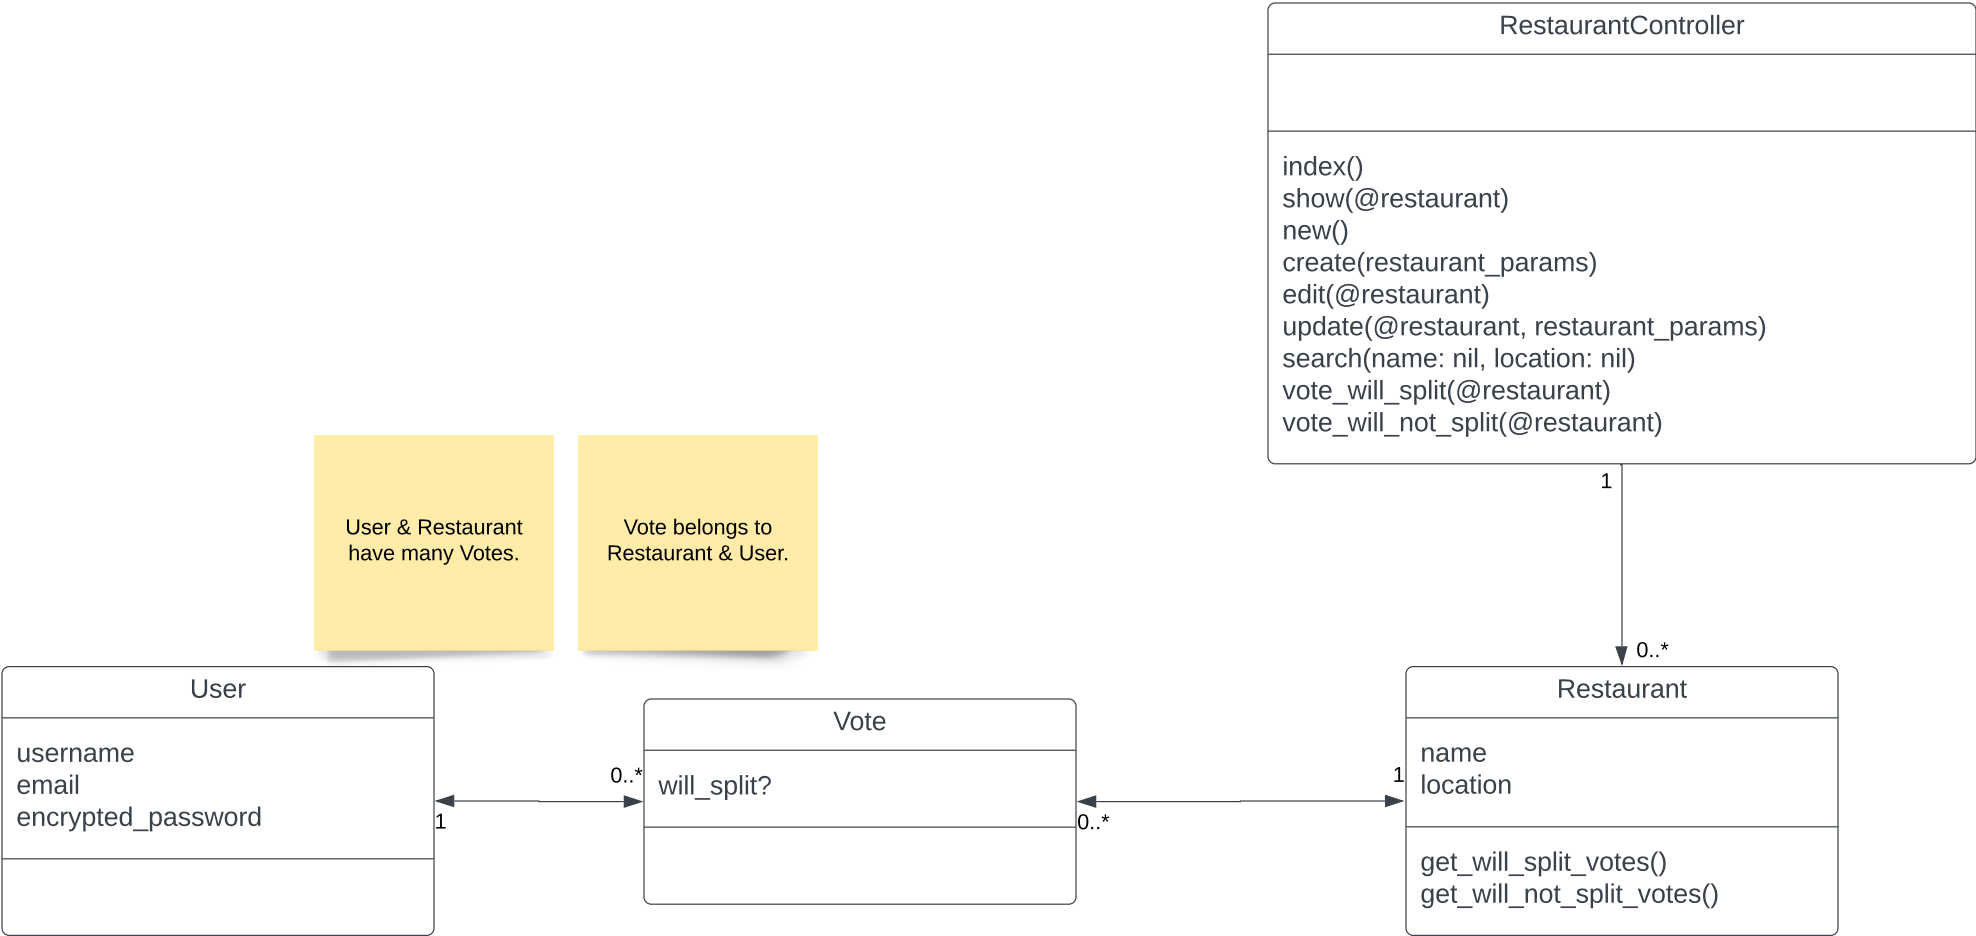 RestaurantController
index()
show(@restaurant)
new()
create(restaurant_params)
edit(@restaurant)
update(@restaurant, restaurant_params)
search(name: nil, location: nil)
vote_will_split(@restaurant)
vote_will_not_split(@restaurant)
1
0..*
User & Restaurant
have many Votes.
Vote belongs to
Restaurant & User.
User
username
email
encrypted_password
1
0..*
Vote
will_split?
0..*
1
Restaurant
name
location
get_will_split_votes()
get_will_not_split_votes()